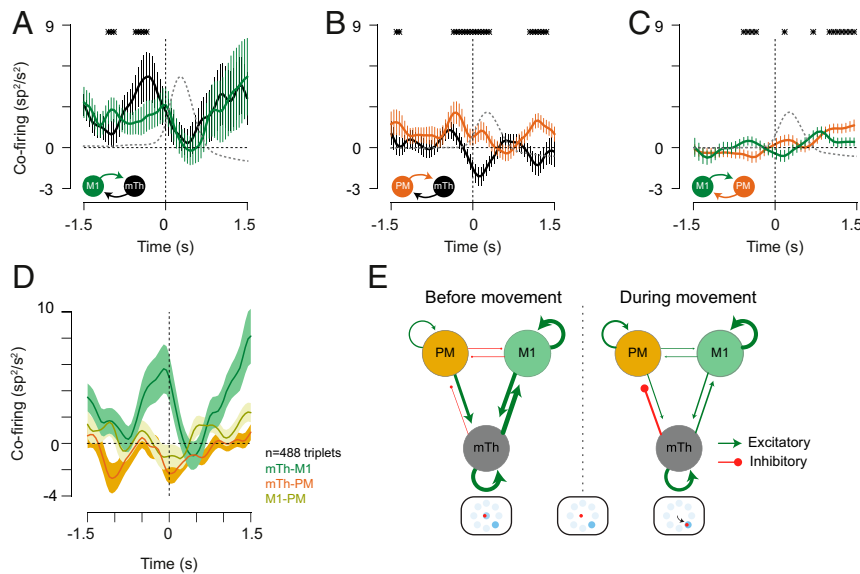 A
9
0
-3
Co-firing (sp²/s²)
M1
mTh
-1.5
0
1.5
Time (s)
B
9
0
-3
PM
mTh
-1.5
0
1.5
Time (s)
C
9
0
-3
M1
PM
-1.5
0
1.5
Time (s)
D
10
0
-4
Co-firing (sp²/s²)
n=488 triplets
mTh-M1
mTh-PM
M1-PM
-1.5
0
1.5
Time (s)
E
Before movement
During movement
PM
M1
mTh
PM
M1
mTh
Excitatory
Inhibitory